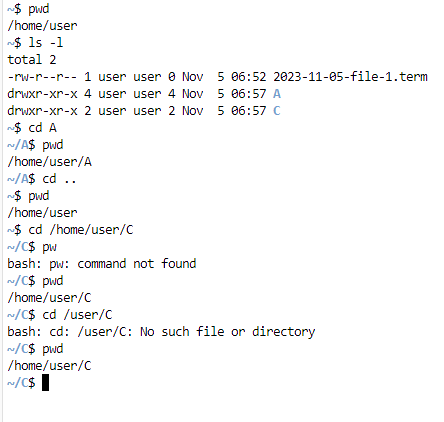 ~$ pwd
/home/user
~$ ls -l
total 2
-rw-r--r-- 1 user user 0 Nov  5 06:52 2023-11-05-file-1.term
drwxr-xr-x 4 user user 4 Nov  5 06:57 A
drwxr-xr-x 2 user user 2 Nov  5 06:57 C
~$ cd A
~/A$ pwd
/home/user/A
~/A$ cd ..
~$ pwd
/home/user
~$ cd /home/user/C
~/C$ pw
bash: pw: command not found
~/C$ pwd
/home/user/C
~/C$ cd /user/C
bash: cd: /user/C: No such file or directory
~/C$ pwd
/home/user/C
~/C$